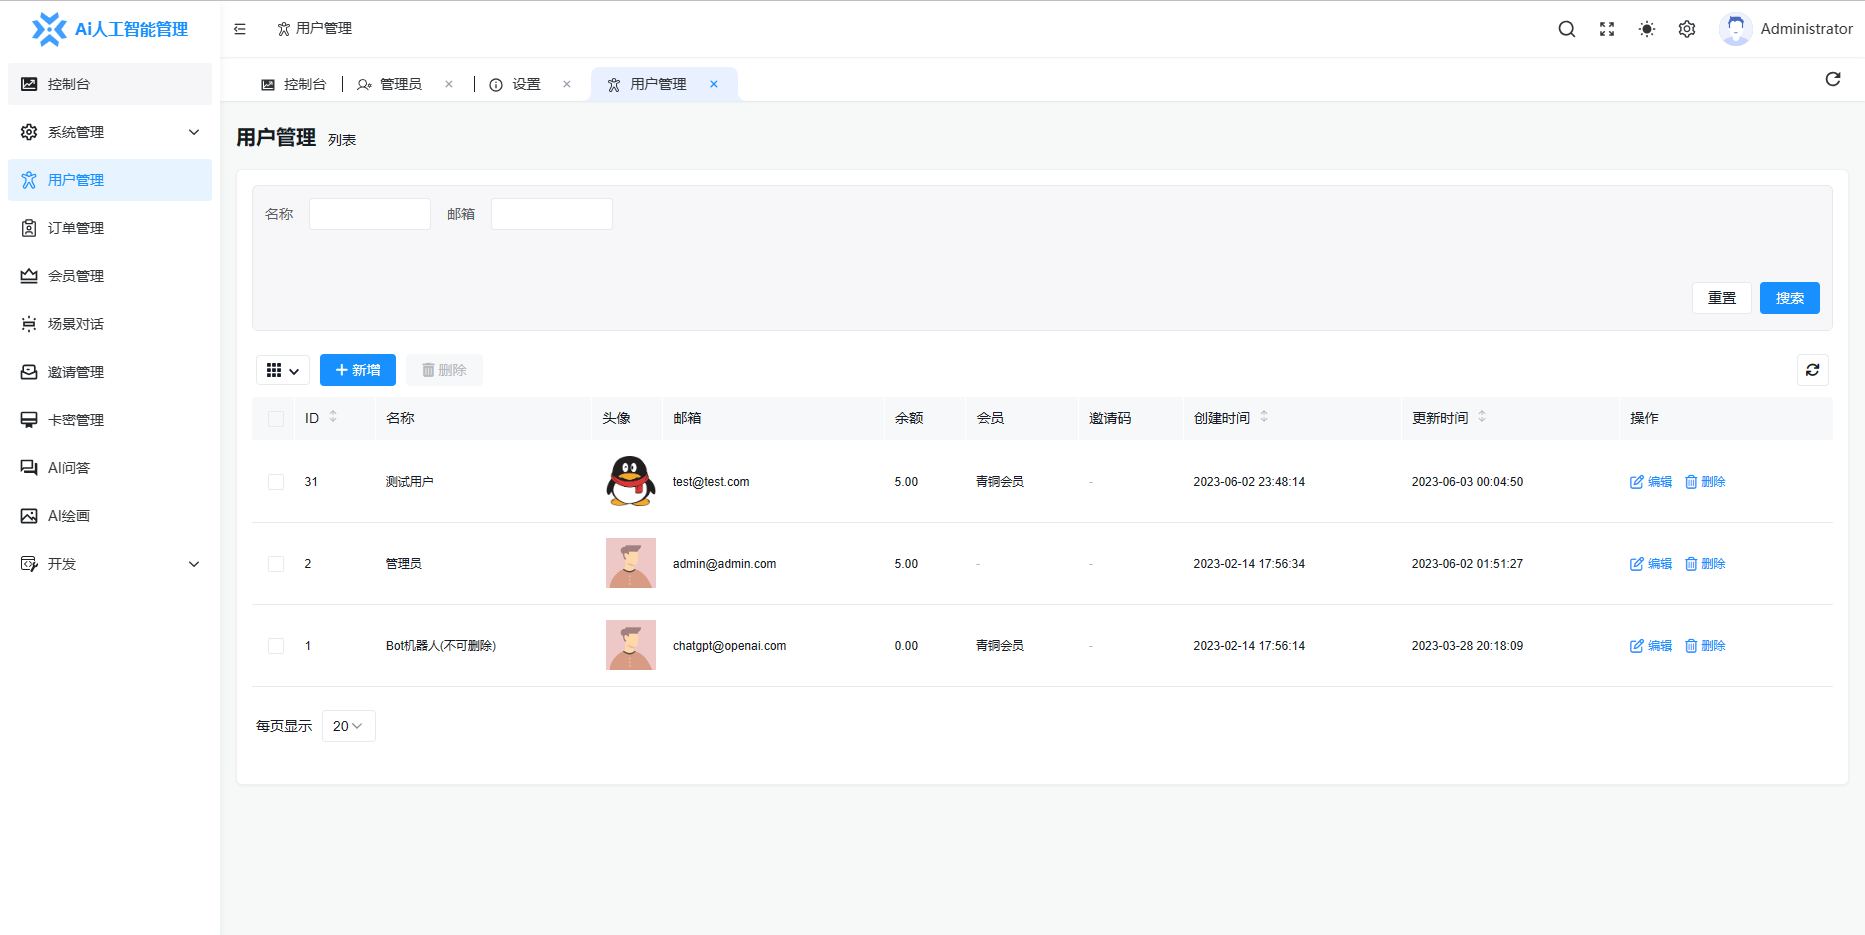 Ai人工智能管理
用户管理
Administrator
控制台
管理员
设置
用户管理
控制台
系统管理
用户管理
订单管理
会员管理
场景对话
邀请管理
卡密管理
AI问答
AI绘画
开发
用户管理 列表
名称 邮箱
重置 搜索
新增 删除
ID 名称 头像 邮箱 余额 会员 邀请码 创建时间 更新时间 操作
31 测试用户 test@test.com 5.00 青铜会员 - 2023-06-02 23:48:14 2023-06-03 00:04:50 编辑 删除
2 管理员 admin@admin.com 5.00 - - 2023-02-14 17:56:34 2023-06-02 01:51:27 编辑 删除
1 Bot机器人(不可删除) chatgpt@openai.com 0.00 青铜会员 - 2023-02-14 17:56:14 2023-03-28 20:18:09 编辑 删除
每页显示 20